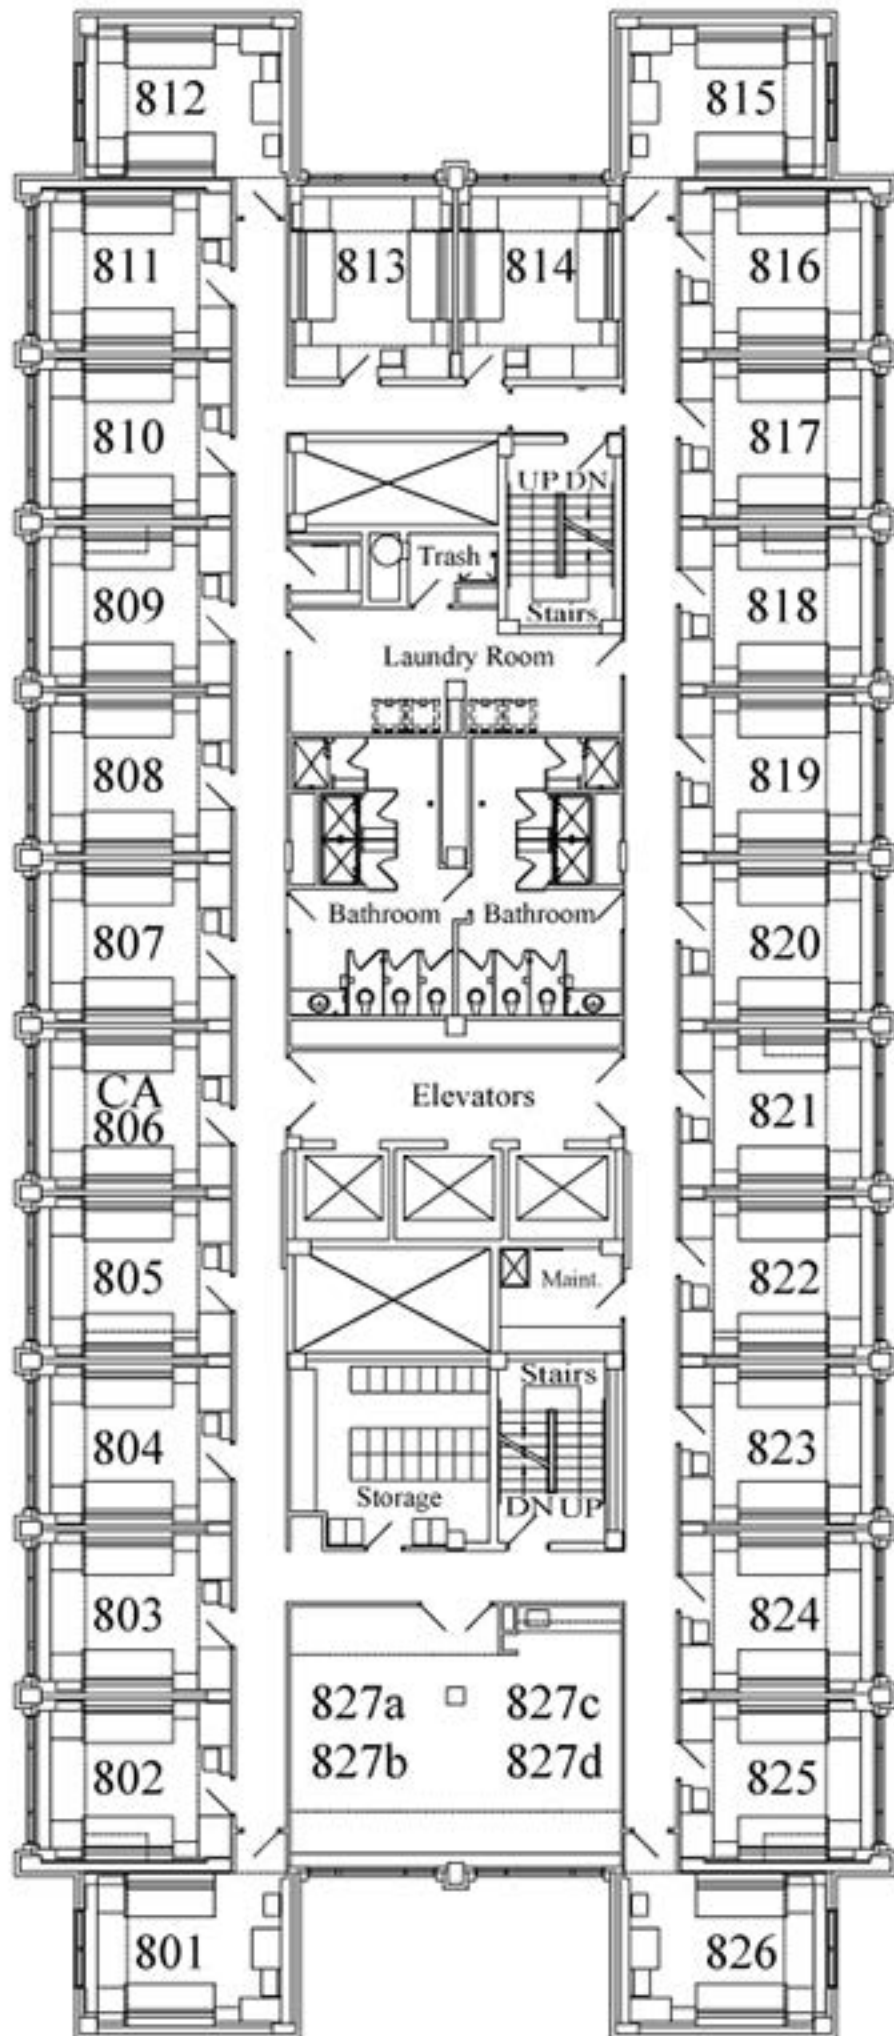 812
815
811
813
814
816
810
817
UP DN
Trash
809
Stairs
818
Laundry Room
808
819
807
Bathroom
Bathroom
820
CA
806
Elevators
821
805
Maint.
822
Stairs
804
823
Storage
DN UP
803
824
827a
827c
827b
827d
802
825
801
826